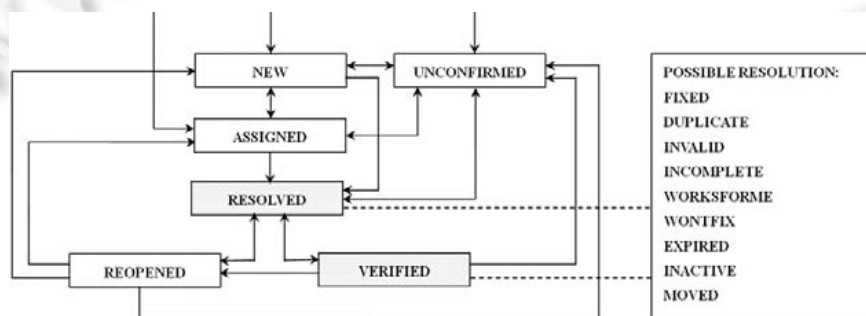 NEW
UNCONFIRMED
ASSIGNED
RESOLVED
REOPENED
VERIFIED
POSSIBLE RESOLUTION:
FIXED
DUPLICATE
INVALID
INCOMPLETE
WORKSFORME
WONTFIX
EXPIRED
INACTIVE
MOVED